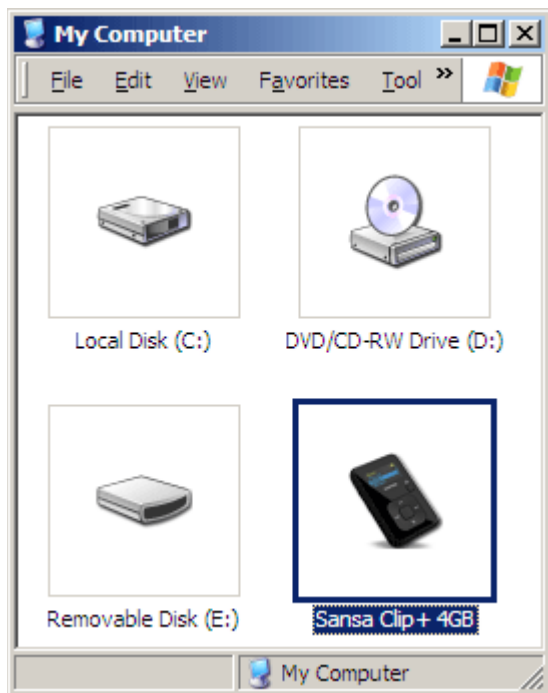 My Computer
File Edit View Favorites Tool »
Local Disk (C:)
DVD/CD-RW Drive (D:)
Removable Disk (E:)
Sansa Clip+ 4GB
My Computer